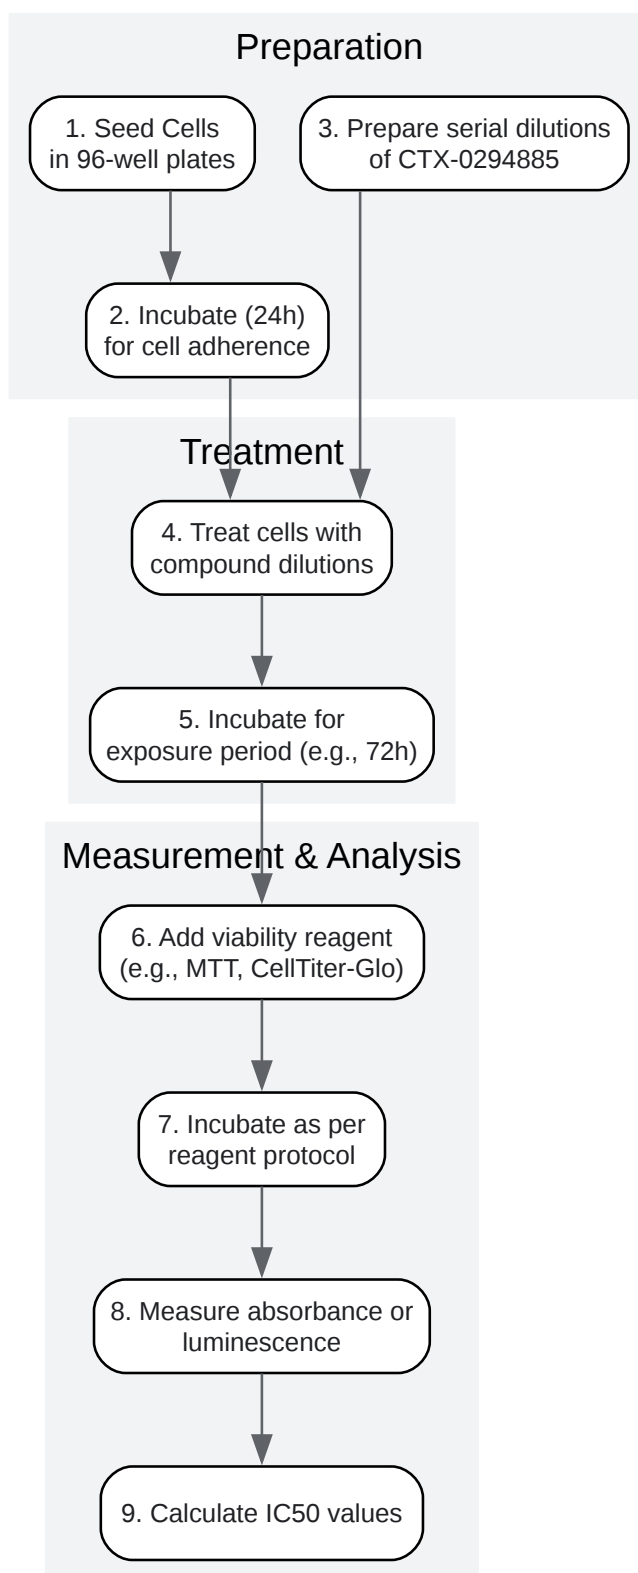 Preparation
1. Seed Cells
in 96-well plates
3. Prepare serial dilutions
of CTX-0294885
2. Incubate (24h)
for cell adherence
Treatment
4. Treat cells with
compound dilutions
5. Incubate for
exposure period (e.g., 72h)
Measurement & Analysis
6. Add viability reagent
(e.g., MTT, CellTiter-Glo)
7. Incubate as per
reagent protocol
8. Measure absorbance or
luminescence
9. Calculate IC50 values